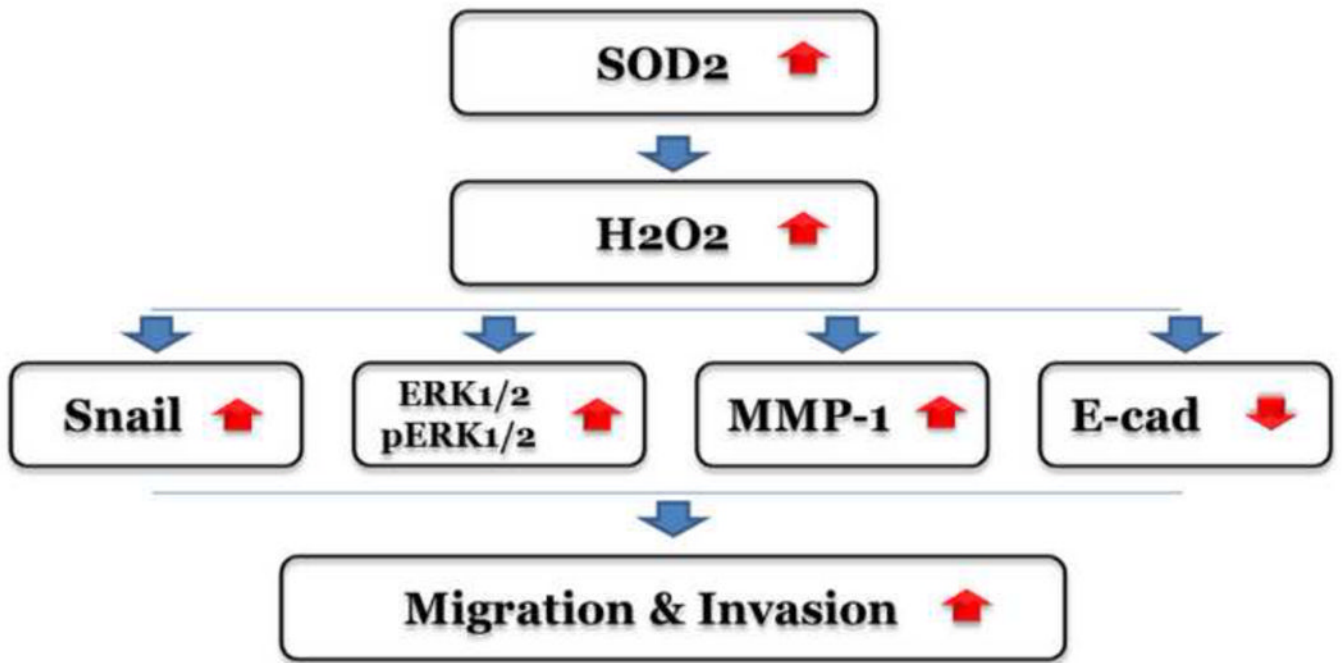 SOD2
H2O2
Snail
ERK1/2
pERK1/2
MMP-1
E-cad
Migration & Invasion